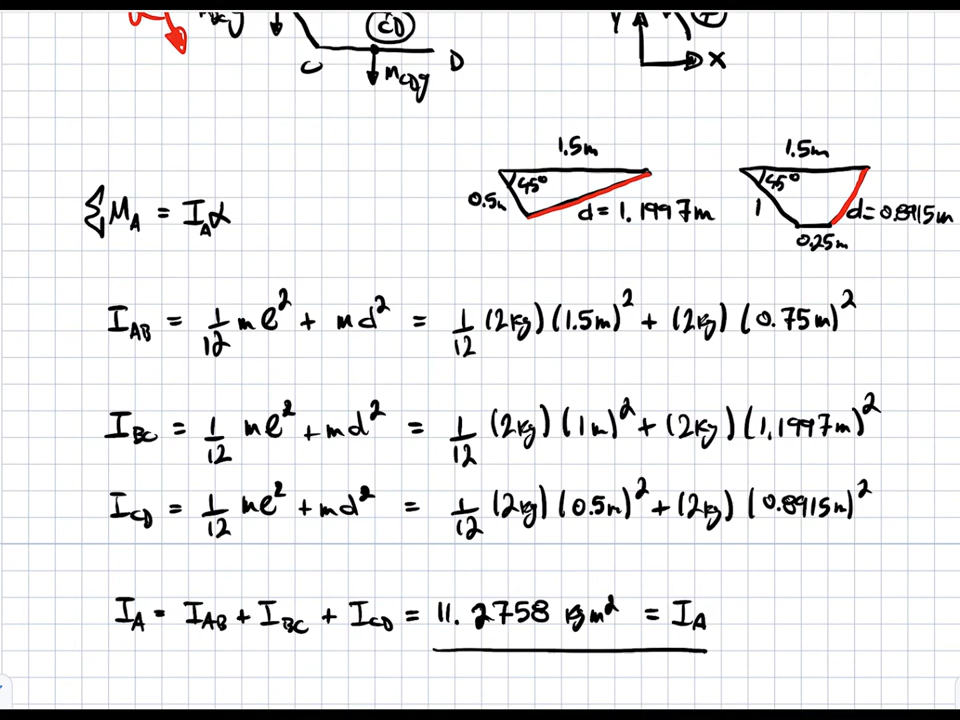 CD
C
D
m_CD g
Y
X
1.5m
45°
0.5m
d = 1.1997m
1.5m
45°
1
d = 0.8915m
0.25m
ΣM_A = I_A α
I_AB = 1/12 ml² + md² = 1/12 (2kg)(1.5m)² + (2kg)(0.75m)²
I_BC = 1/12 ml² + md² = 1/12 (2kg)(1m)² + (2kg)(1.1997m)²
I_CD = 1/12 ml² + md² = 1/12 (2kg)(0.5m)² + (2kg)(0.8915m)²
I_A = I_AB + I_BC + I_CD = 11.2758 kgm² = I_A